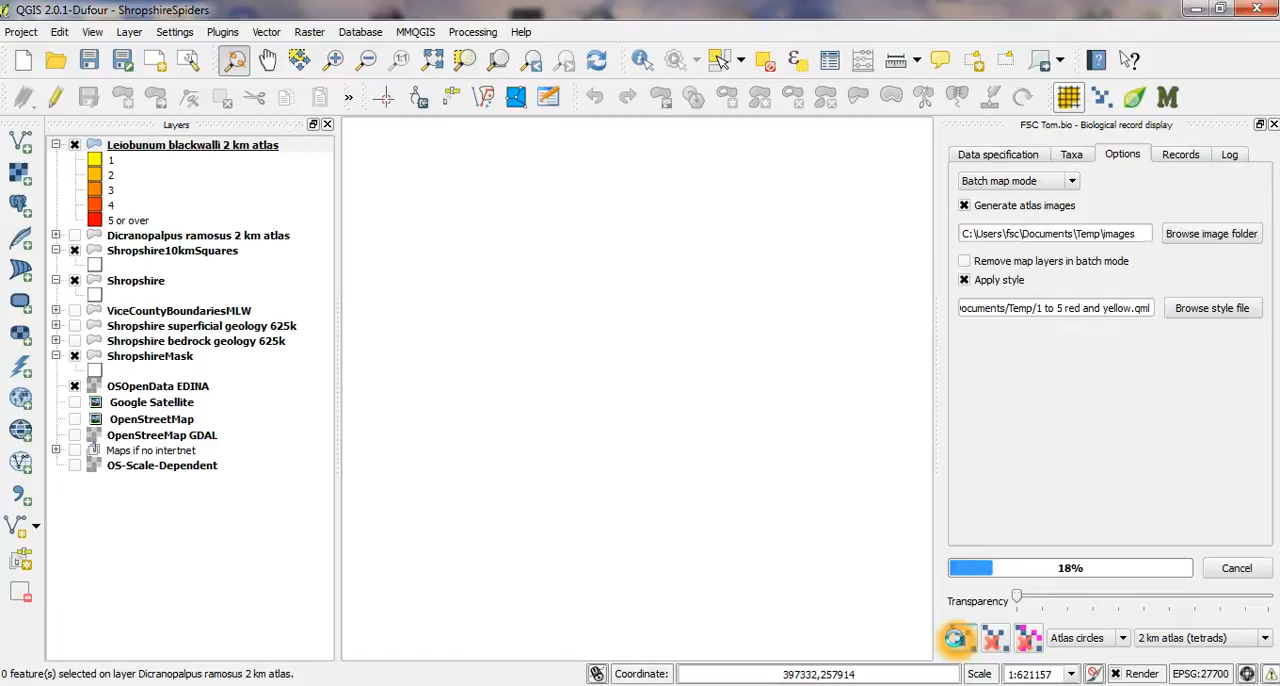 QGIS 2.0.1-Dufour - ShropshireSpiders
Project Edit View Layer Settings Plugins Vector Raster Database MMQGIS Processing Help
Layers
Leiobunum blackwalli 2 km atlas
1
2
3
4
5 or over
Dicranopalpus ramosus 2 km atlas
Shropshire10kmSquares
Shropshire
ViceCountyBoundariesMLW
Shropshire superficial geology 625k
Shropshire bedrock geology 625k
ShropshireMask
OSOpenData EDINA
Google Satellite
OpenStreetMap
OpenStreeMap GDAL
Maps if no intertnet
OS-Scale-Dependent
FSC Tom.bio - Biological record display
Data specification Taxa Options Records Log
Batch map mode
Generate atlas images
C:\Users\fsc\Documents\Temp\images Browse image folder
Remove map layers in batch mode
Apply style
ocuments/Temp/1 to 5 red and yellow.qml Browse style file
18% Cancel
Transparency
Atlas circles 2 km atlas (tetrads)
0 feature(s) selected on layer Dicranopalpus ramosus 2 km atlas. Coordinate: 397332,257914 Scale 1:621157 Render EPSG:27700